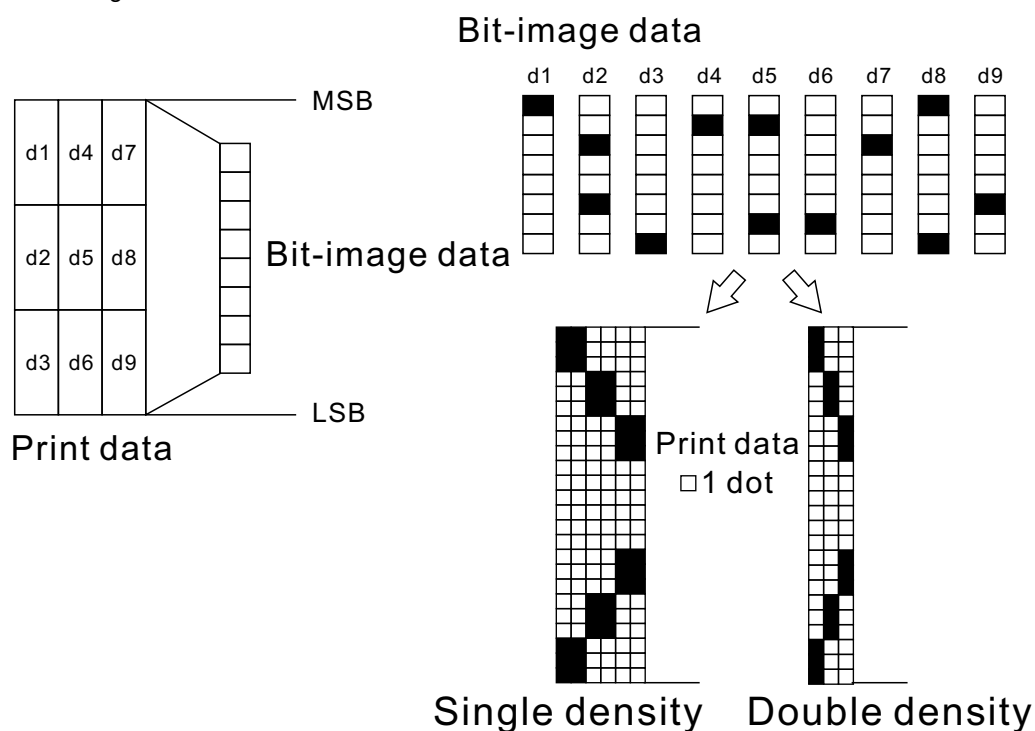 Bit-image data
d1 d2 d3 d4 d5 d6 d7 d8 d9
MSB
d1 d4 d7
d2 d5 d8
Bit-image data
d3 d6 d9
LSB
Print data
Print data
□1 dot
Single density
Double density